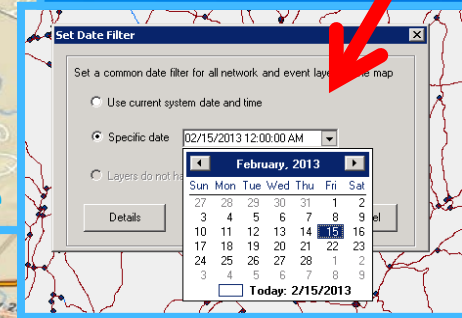 Set Date Filter
Set a common date filter for all network and event map
Use current system date and time
Specific date 02/15/2013 12:00:00 AM
Layers do not
February, 2013
Sun Mon Tue Wed Thu Fri Sat
27 28 29 30 31 1 2
3 4 5 6 7 8 9
10 11 12 13 14 15 16
17 18 19 20 21 22 23
24 25 26 27 28 1 2
3 4 5 6 7 8 9
Today: 2/15/2013
Details